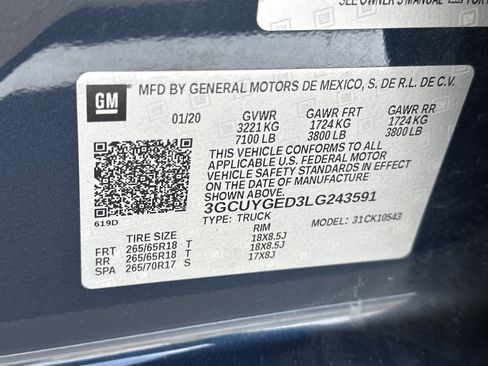 SEE OWNER'S MANUAL
GM
MFD BY GENERAL MOTORS DE MEXICO, S. DE R.L. DE C.V.
01/20 GVWR GAWR FRT GAWR RR
3221 KG 1724 KG 1724 KG
7100 LB 3800 LB 3800 LB
THIS VEHICLE CONFORMS TO ALL
APPLICABLE U.S. FEDERAL MOTOR
VEHICLE SAFETY STANDARDS IN EFFECT
ON THE DATE OF MANUFACTURE
SHOWN ABOVE.
3GCUYGED3LG243591
619D TYPE: TRUCK MODEL: 31CK10543
TIRE SIZE RIM
FRT 265/65R18 T 18X8.5J
RR 265/65R18 T 18X8.5J
SPA 265/70R17 S 17X8J